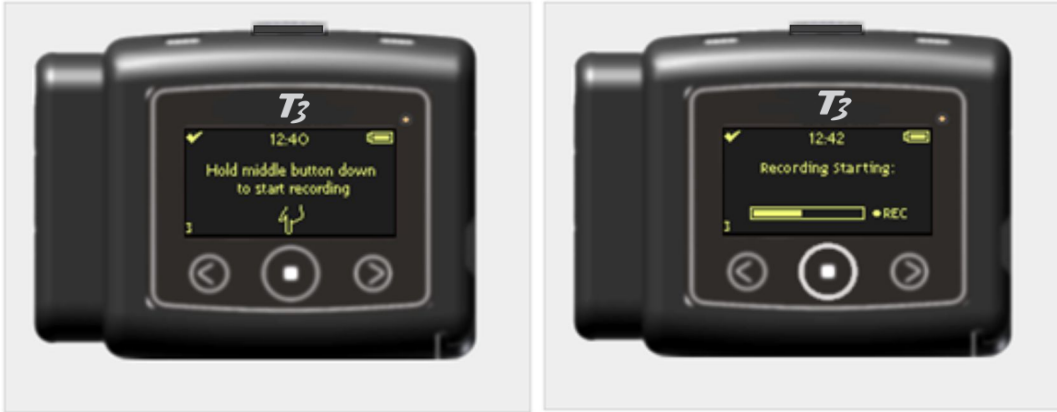 T3
12:40
Hold middle button down
to start recording
3
T3
12:42
Recording Starting:
REC
3